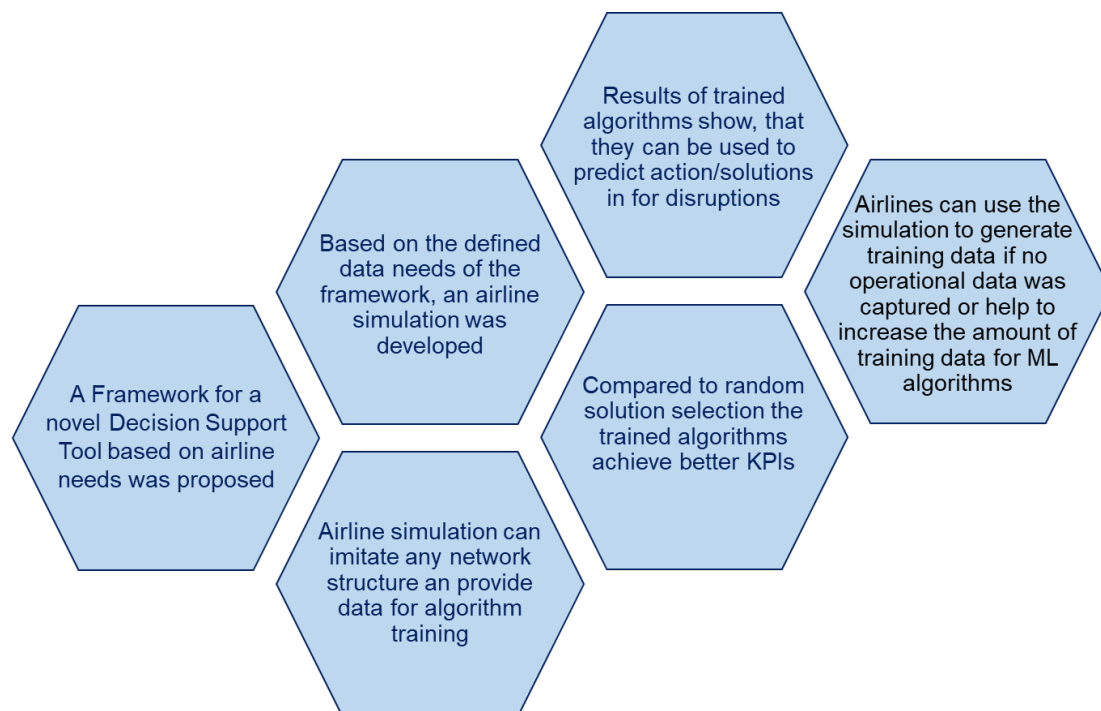 A Framework for a
novel Decision Support
Tool based on airline
needs was proposed
Based on the defined
data needs of the
framework, an airline
simulation was
developed
Airline simulation can
imitate any network
structure an provide
data for algorithm
training
Results of trained
algorithms show, that
they can be used to
predict action/solutions
in for disruptions
Compared to random
solution selection the
trained algorithms
achieve better KPIs
Airlines can use the
simulation to generate
training data if no
operational data was
captured or help to
increase the amount of
training data for ML
algorithms